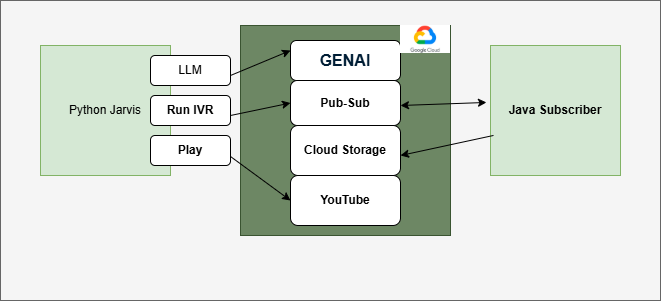 Google Cloud
GENAI
LLM
Python Jarvis
Run IVR
Pub-Sub
Java Subscriber
Play
Cloud Storage
YouTube